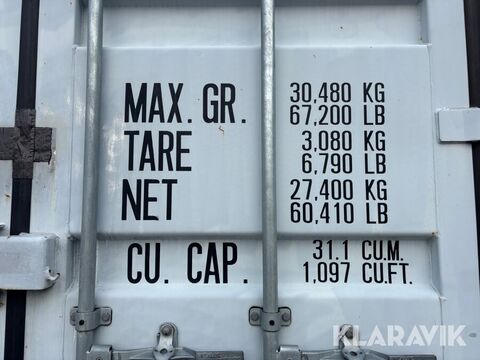 MAX. GR. 30,480 KG
67,200 LB
TARE 3,080 KG
6,790 LB
NET 27,400 KG
60,410 LB
CU. CAP. 31.1 CU.M.
1,097 CU.FT.
KLARAVIK